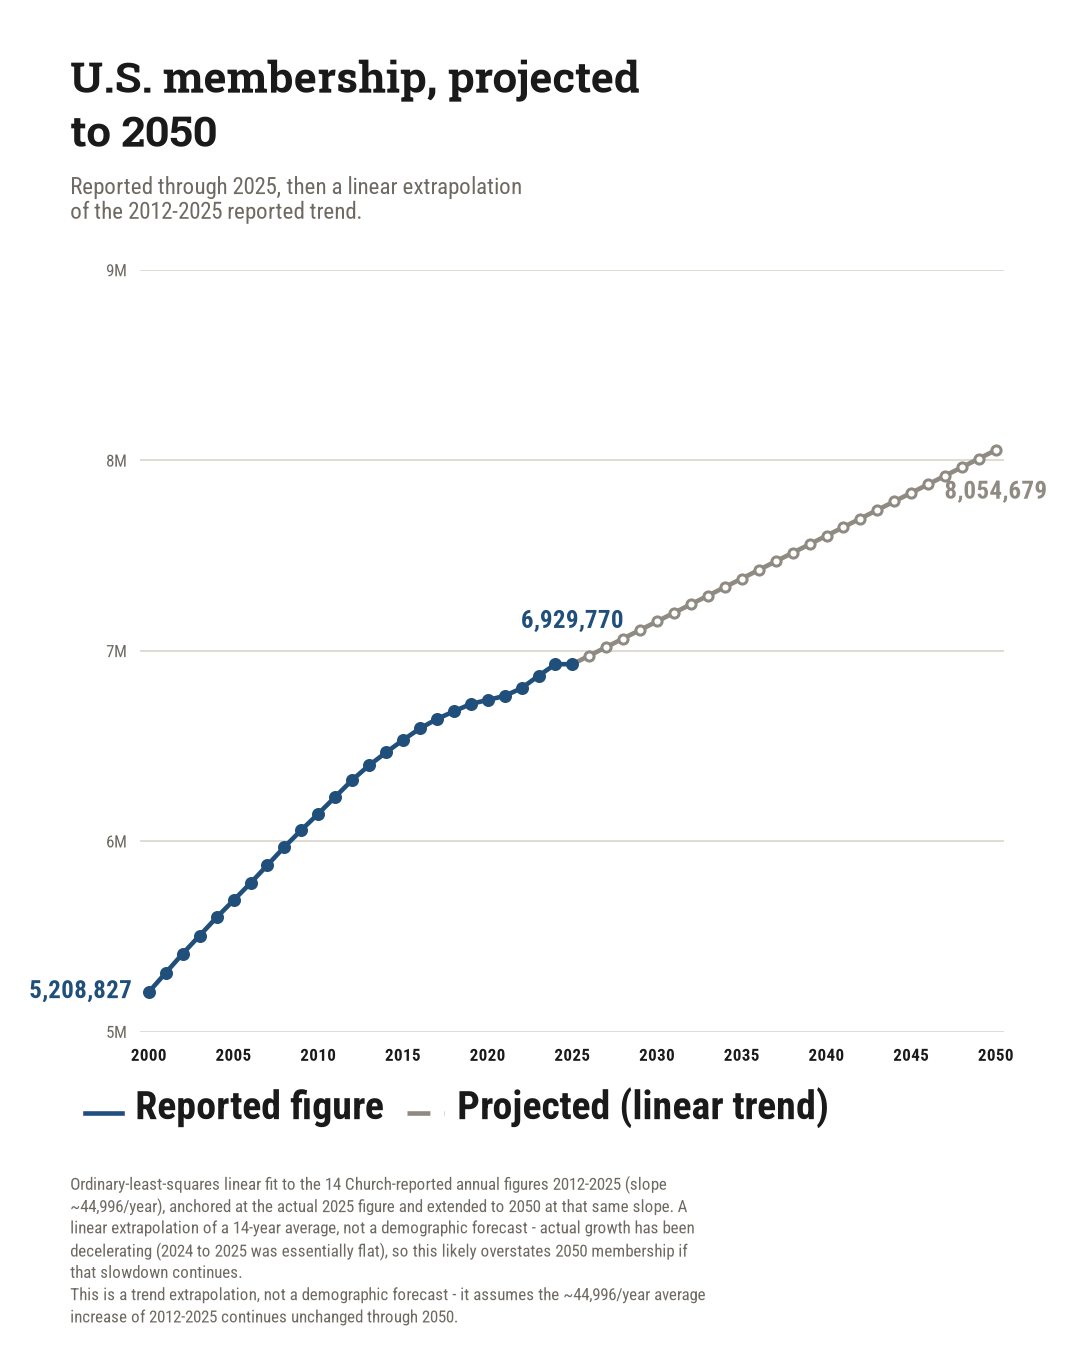 U.S. membership, projected
to 2050
Reported through 2025, then a linear extrapolation
of the 2012-2025 reported trend.
9M
8M
8,054,679
6,929,770
7M
6M
5,208,827
5M
2000 2005 2010 2015 2020 2025 2030 2035 2040 2045 2050
Reported figure Projected (linear trend)
Ordinary-least-squares linear fit to the 14 Church-reported annual figures 2012-2025 (slope
~44,996/year), anchored at the actual 2025 figure and extended to 2050 at that same slope. A
linear extrapolation of a 14-year average, not a demographic forecast - actual growth has been
decelerating (2024 to 2025 was essentially flat), so this likely overstates 2050 membership if
that slowdown continues.
This is a trend extrapolation, not a demographic forecast - it assumes the ~44,996/year average
increase of 2012-2025 continues unchanged through 2050.